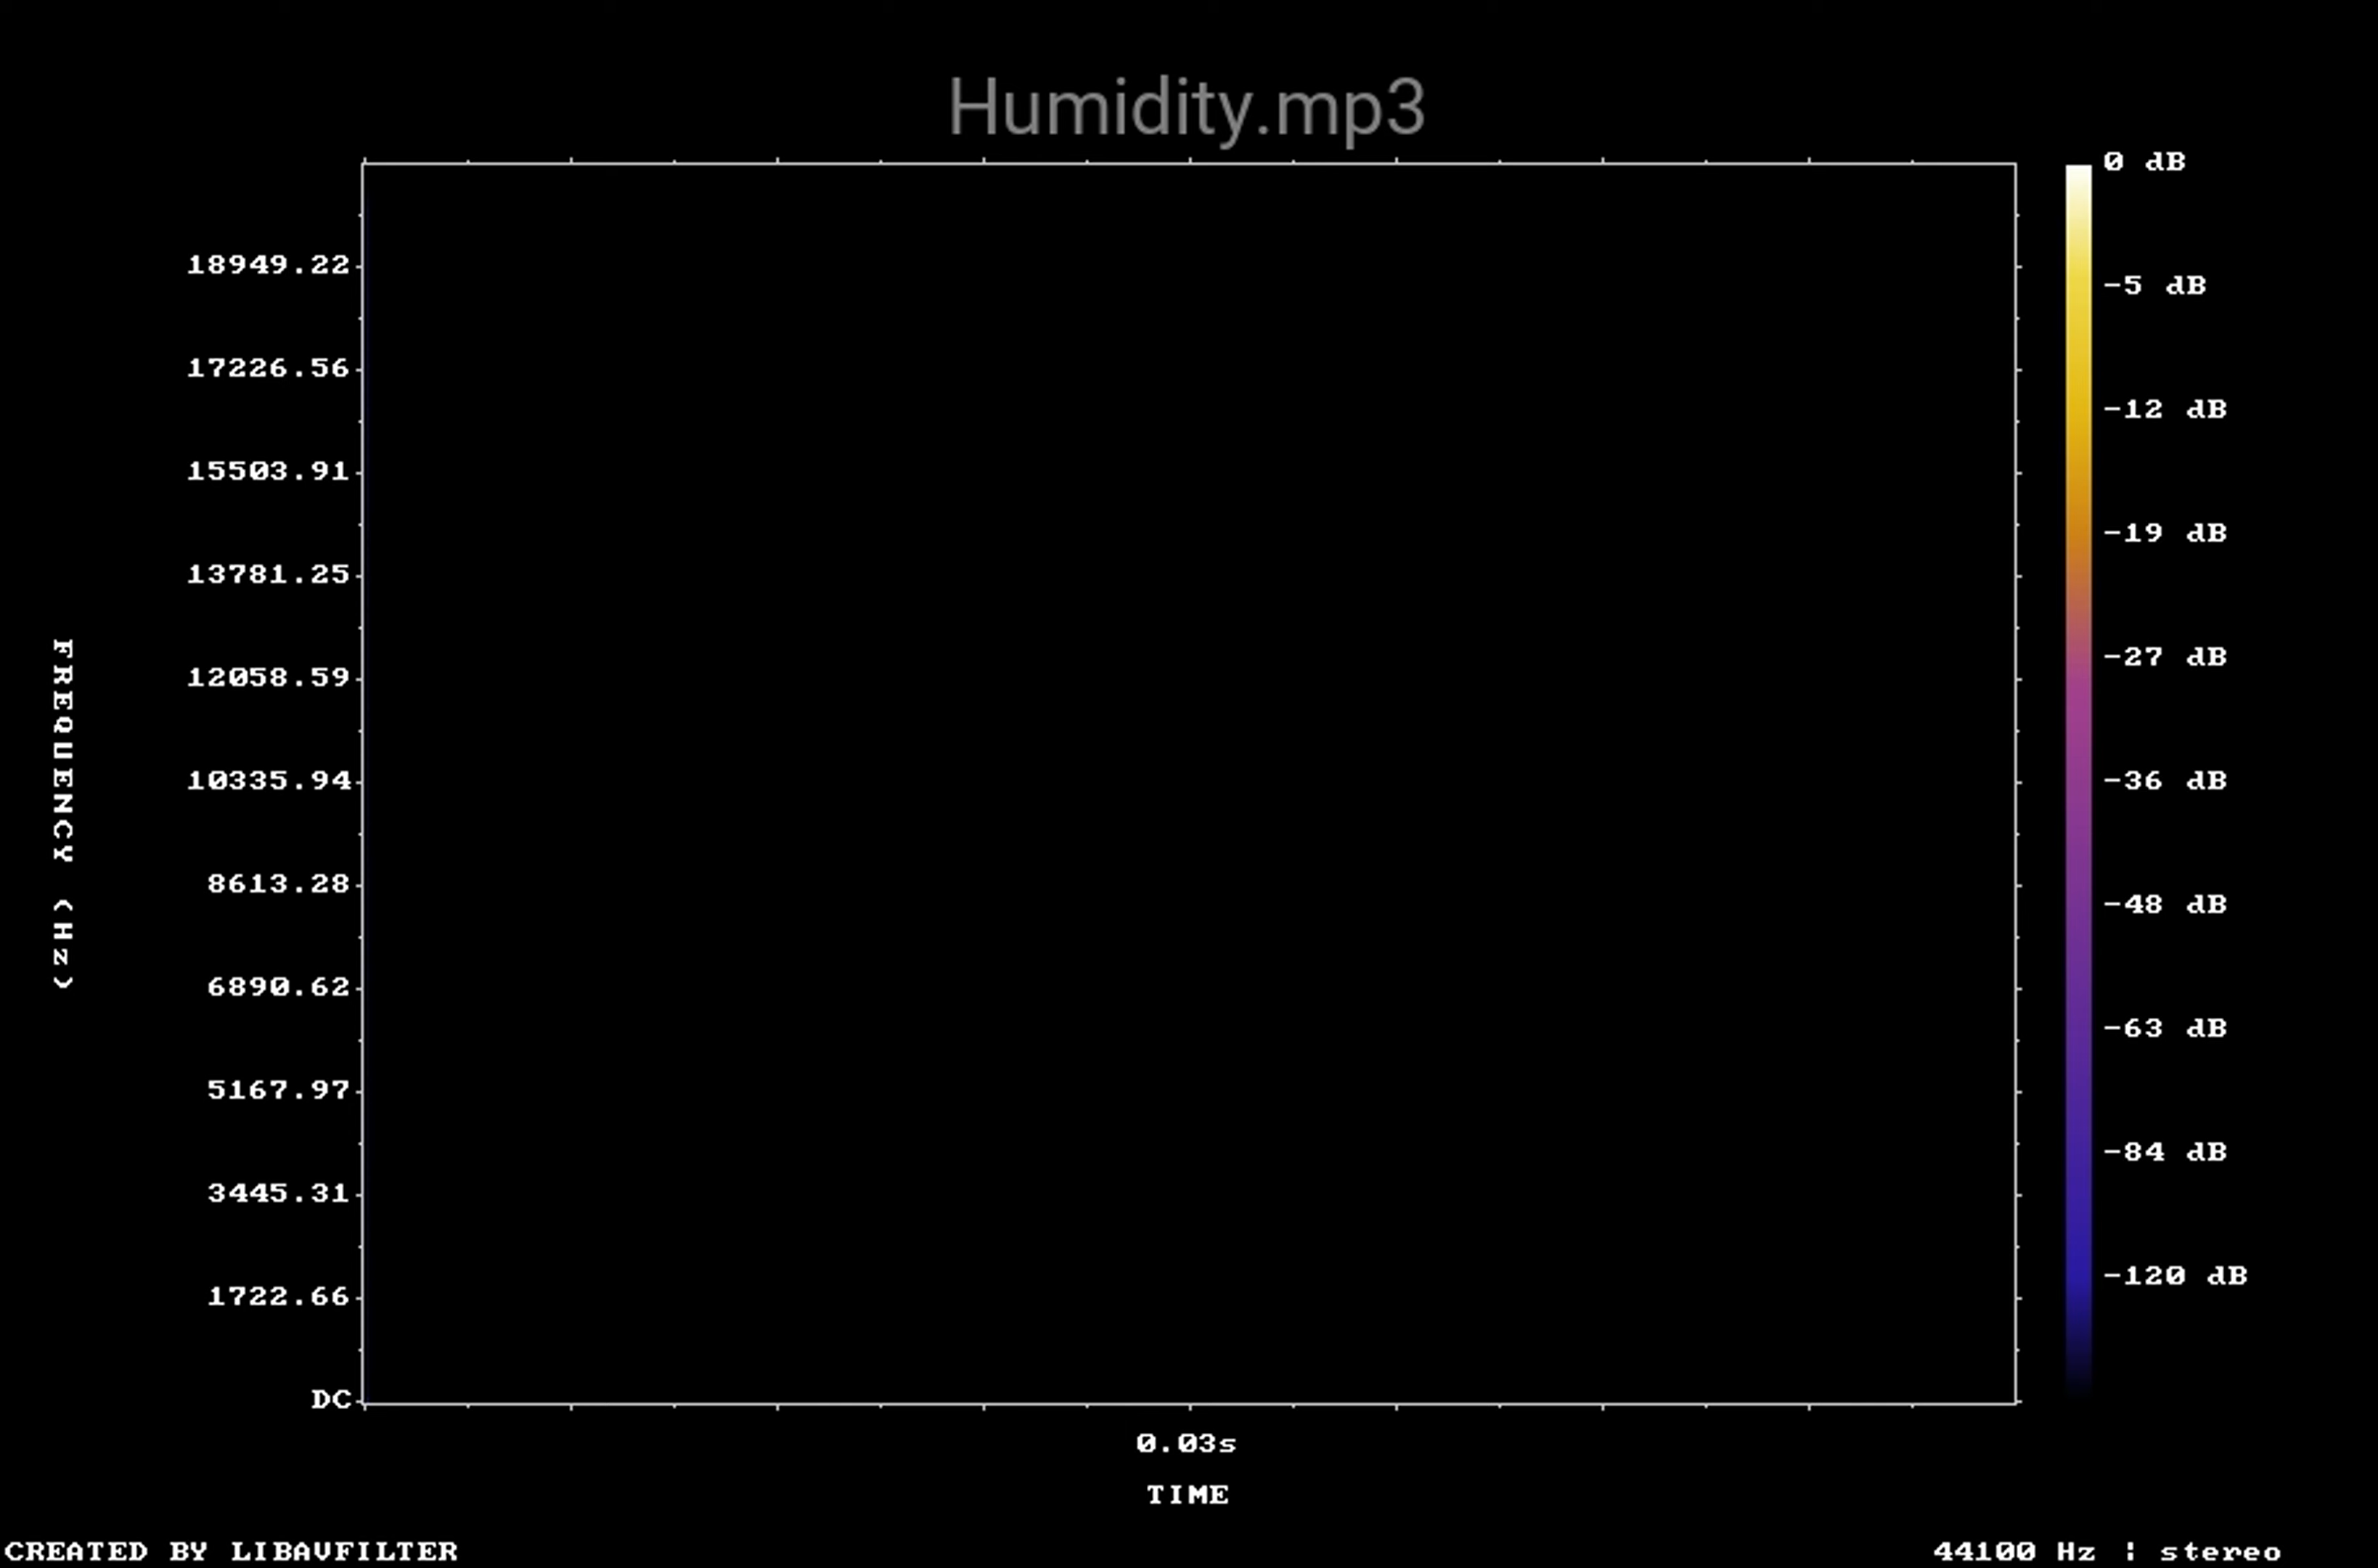 Humidity.mp3
0 dB
18949.22
-5 dB
17226.56
-12 dB
15503.91
-19 dB
13781.25
-27 dB
12058.59
-36 dB
10335.94
-48 dB
8613.28
-63 dB
6890.62
-84 dB
5167.97
-120 dB
3445.31
1722.66
DC
FREQUENCY (Hz)
0.03s
TIME
CREATED BY LIBAVFILTER
44100 Hz | stereo